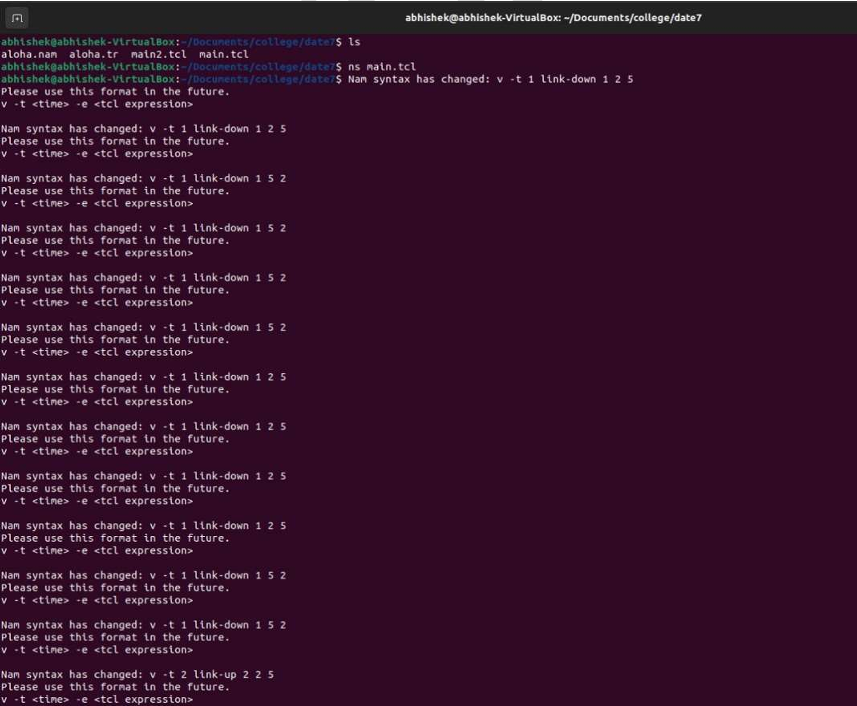 abhishek@abhishek-VirtualBox: ~/Documents/college/date7
abhishek@abhishek-VirtualBox:~/Documents/college/date7$ ls
aloha.nam  aloha.tr  main2.tcl  main.tcl
abhishek@abhishek-VirtualBox:~/Documents/college/date7$ ns main.tcl
abhishek@abhishek-VirtualBox:~/Documents/college/date7$ Nam syntax has changed: v -t 1 link-down 1 2 5
Please use this format in the future.
v -t <time> -e <tcl expression>
Nam syntax has changed: v -t 1 link-down 1 2 5
Please use this format in the future.
v -t <time> -e <tcl expression>
Nam syntax has changed: v -t 1 link-down 1 5 2
Please use this format in the future.
v -t <time> -e <tcl expression>
Nam syntax has changed: v -t 1 link-down 1 5 2
Please use this format in the future.
v -t <time> -e <tcl expression>
Nam syntax has changed: v -t 1 link-down 1 5 2
Please use this format in the future.
v -t <time> -e <tcl expression>
Nam syntax has changed: v -t 1 link-down 1 5 2
Please use this format in the future.
v -t <time> -e <tcl expression>
Nam syntax has changed: v -t 1 link-down 1 2 5
Please use this format in the future.
v -t <time> -e <tcl expression>
Nam syntax has changed: v -t 1 link-down 1 2 5
Please use this format in the future.
v -t <time> -e <tcl expression>
Nam syntax has changed: v -t 1 link-down 1 2 5
Please use this format in the future.
v -t <time> -e <tcl expression>
Nam syntax has changed: v -t 1 link-down 1 2 5
Please use this format in the future.
v -t <time> -e <tcl expression>
Nam syntax has changed: v -t 1 link-down 1 5 2
Please use this format in the future.
v -t <time> -e <tcl expression>
Nam syntax has changed: v -t 1 link-down 1 5 2
Please use this format in the future.
v -t <time> -e <tcl expression>
Nam syntax has changed: v -t 2 link-up 2 2 5
Please use this format in the future.
v -t <time> -e <tcl expression>